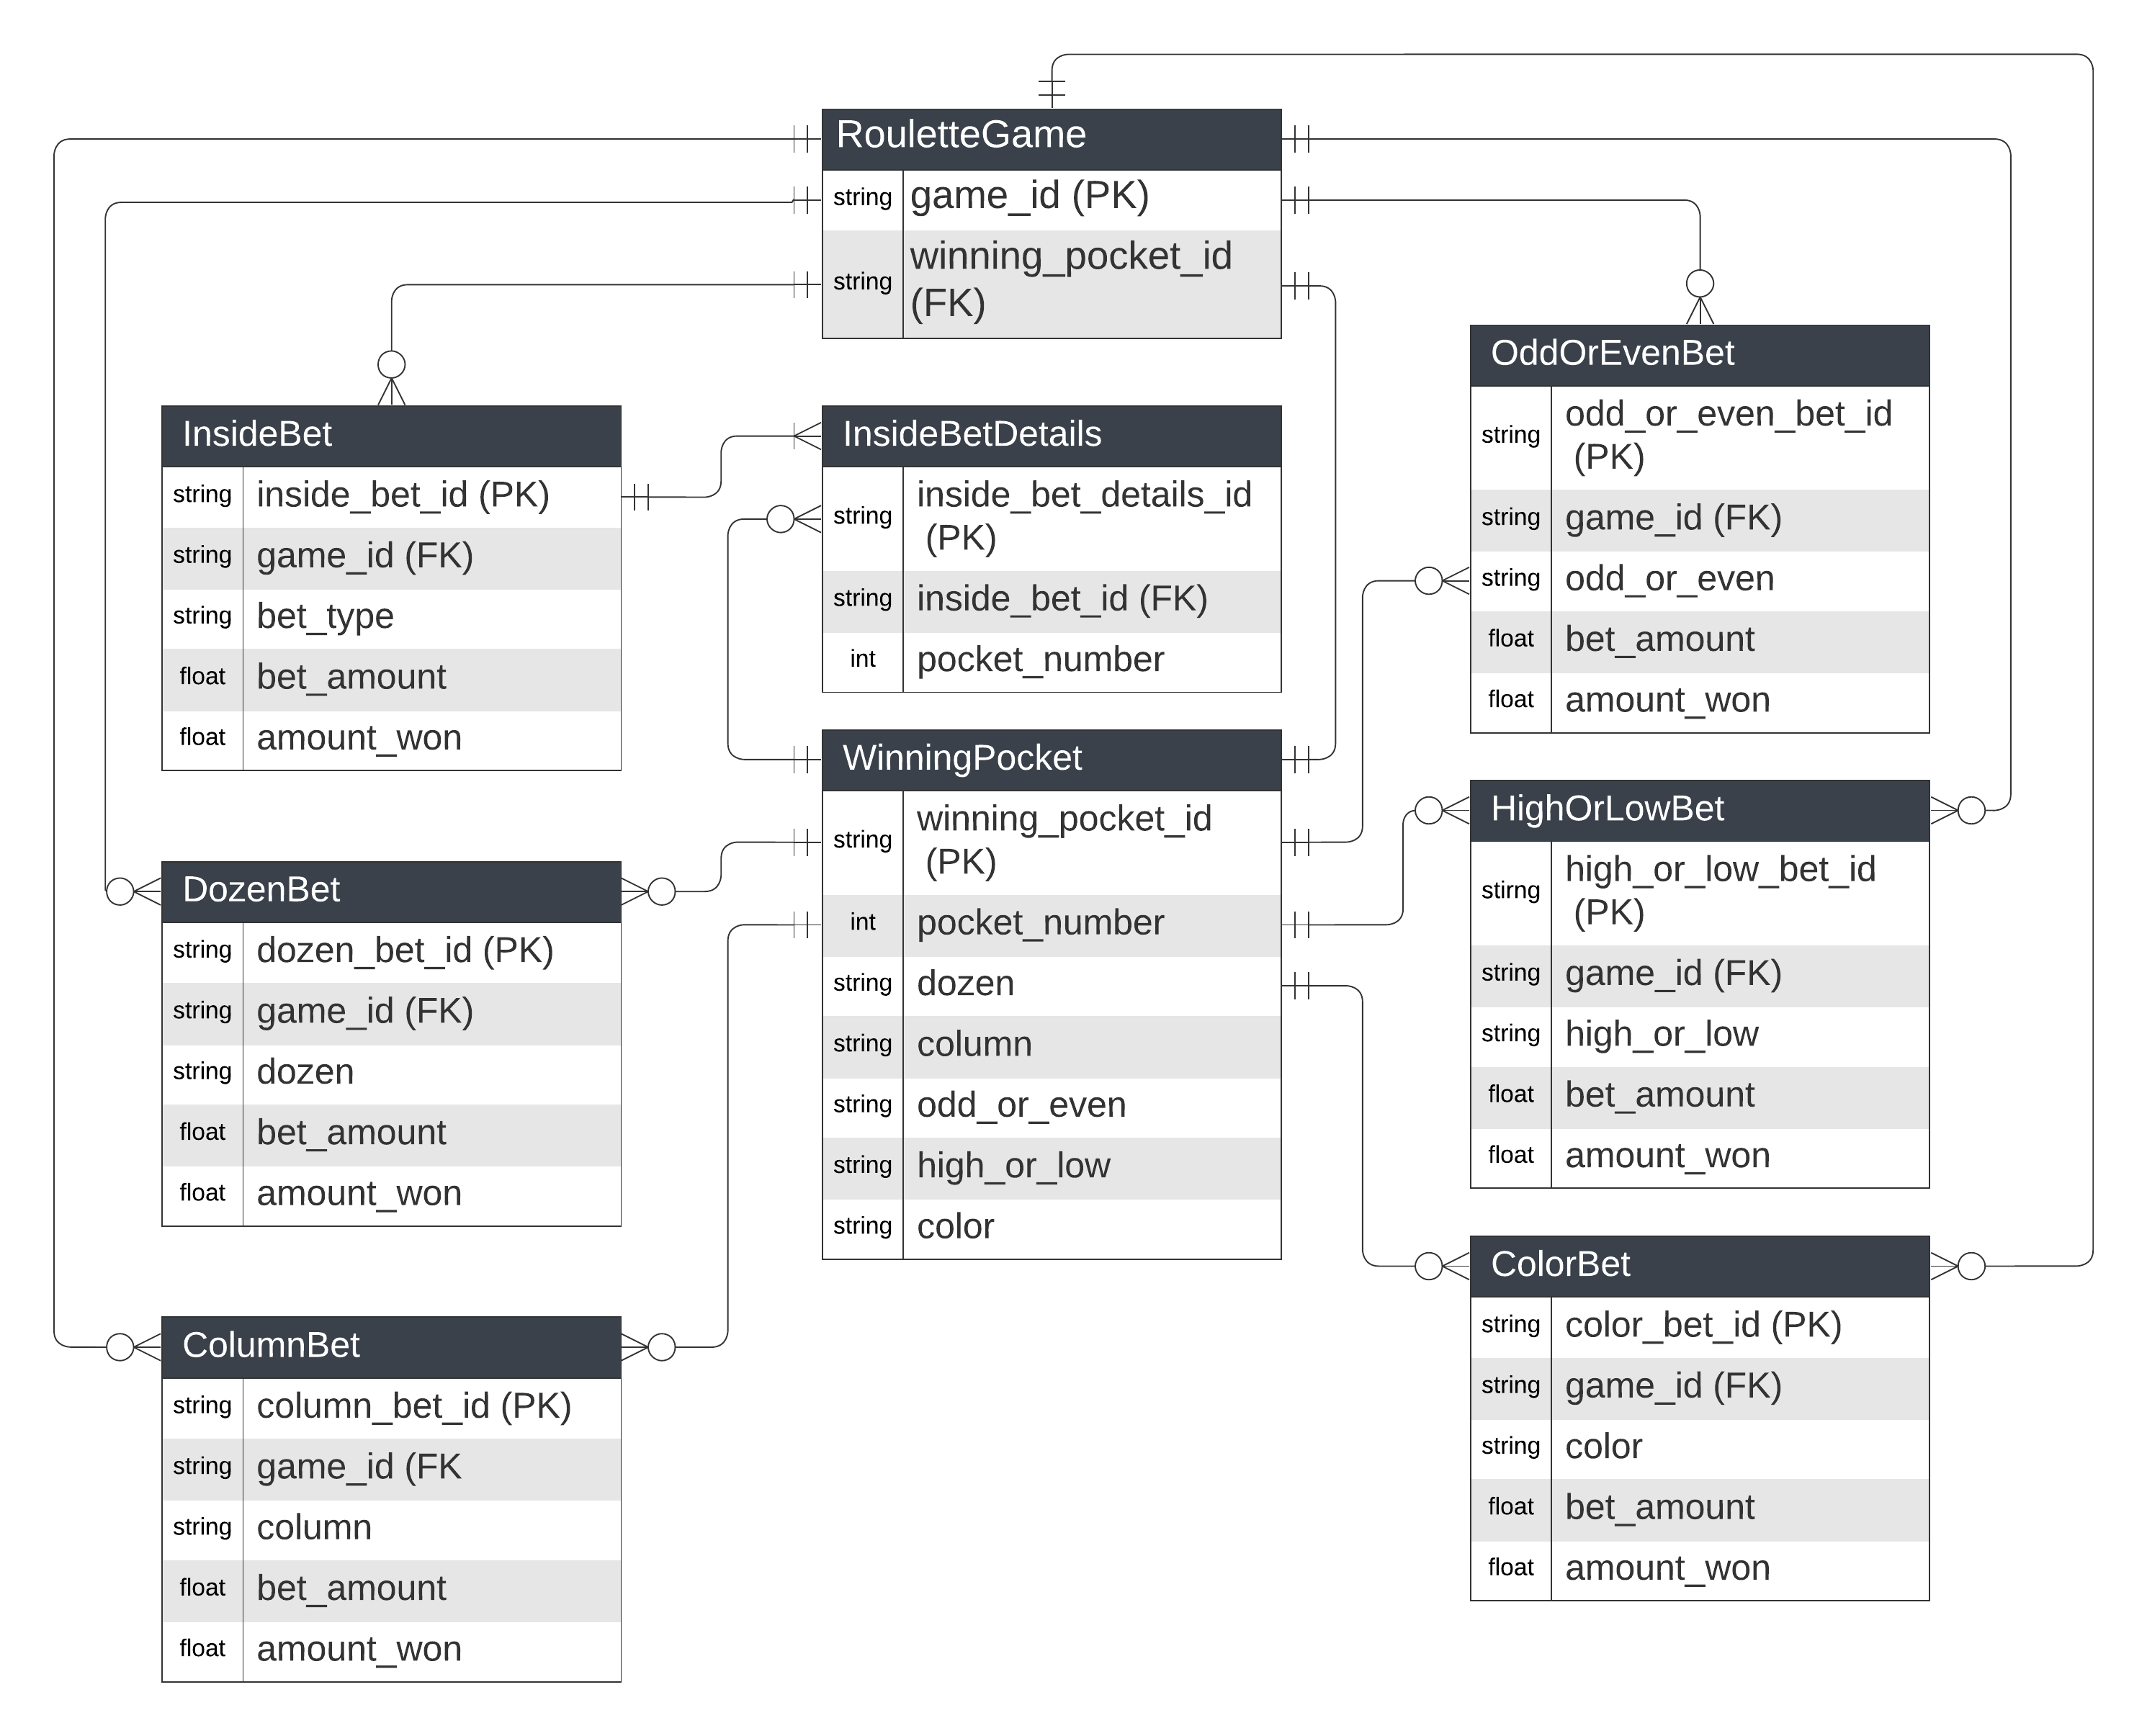 RouletteGame
string game_id (PK)
string winning_pocket_id
(FK)
InsideBet
string inside_bet_id (PK)
string game_id (FK)
string bet_type
float bet_amount
float amount_won
InsideBetDetails
string inside_bet_details_id
(PK)
string inside_bet_id (FK)
int pocket_number
OddOrEvenBet
string odd_or_even_bet_id
(PK)
string game_id (FK)
string odd_or_even
float bet_amount
float amount_won
WinningPocket
string winning_pocket_id
(PK)
int pocket_number
string dozen
string column
string odd_or_even
string high_or_low
string color
HighOrLowBet
stirng high_or_low_bet_id
(PK)
string game_id (FK)
string high_or_low
float bet_amount
float amount_won
DozenBet
string dozen_bet_id (PK)
string game_id (FK)
string dozen
float bet_amount
float amount_won
ColorBet
string color_bet_id (PK)
string game_id (FK)
string color
float bet_amount
float amount_won
ColumnBet
string column_bet_id (PK)
string game_id (FK
string column
float bet_amount
float amount_won